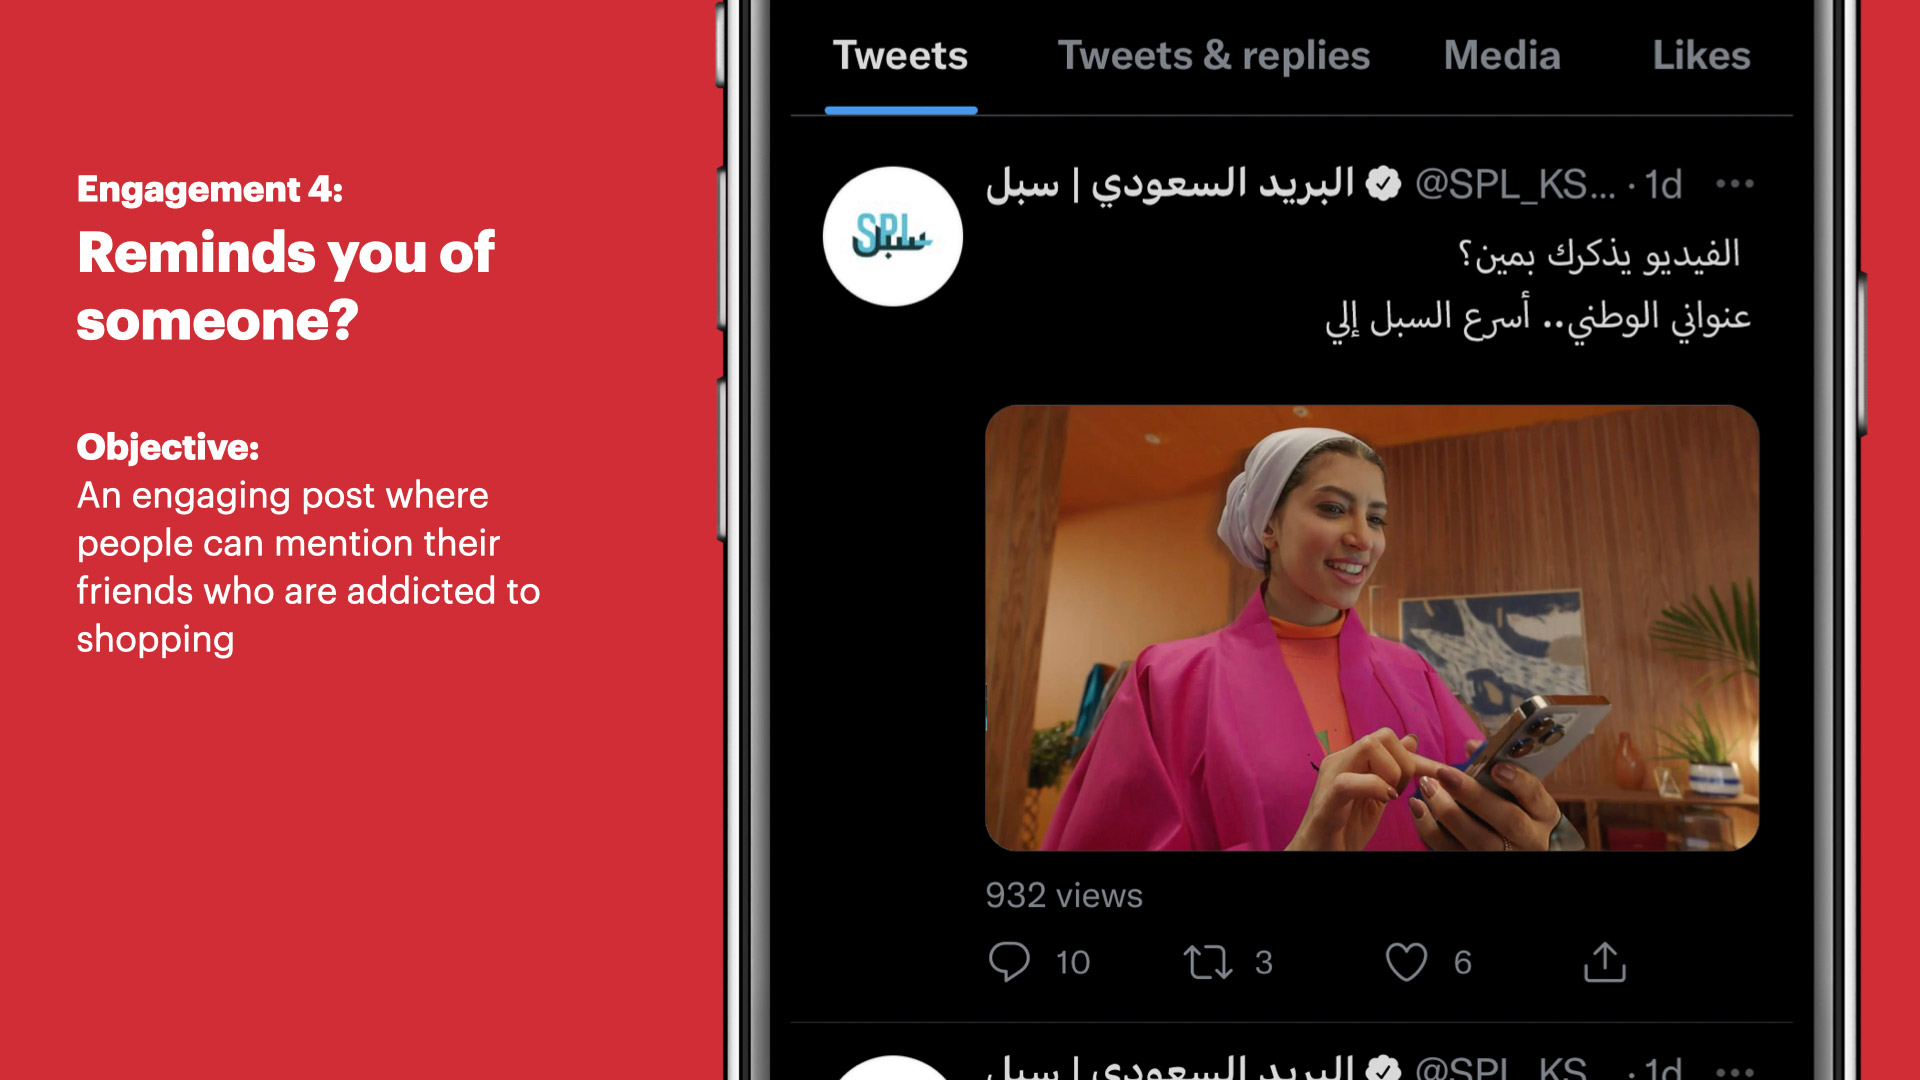 Engagement 4:
Reminds you of
someone?
Objective:
An engaging post where
people can mention their
friends who are addicted to
shopping
Tweets Tweets & replies Media Likes
SPL
سبل
البريد السعودي | سبل @SPL_KS... · 1d
الفيديو يذكرك بمين؟
عنواني الوطني.. أسرع السبل إلي
932 views
10 3 6
البريد السعودي | سبل @SPL_KS... · 1d